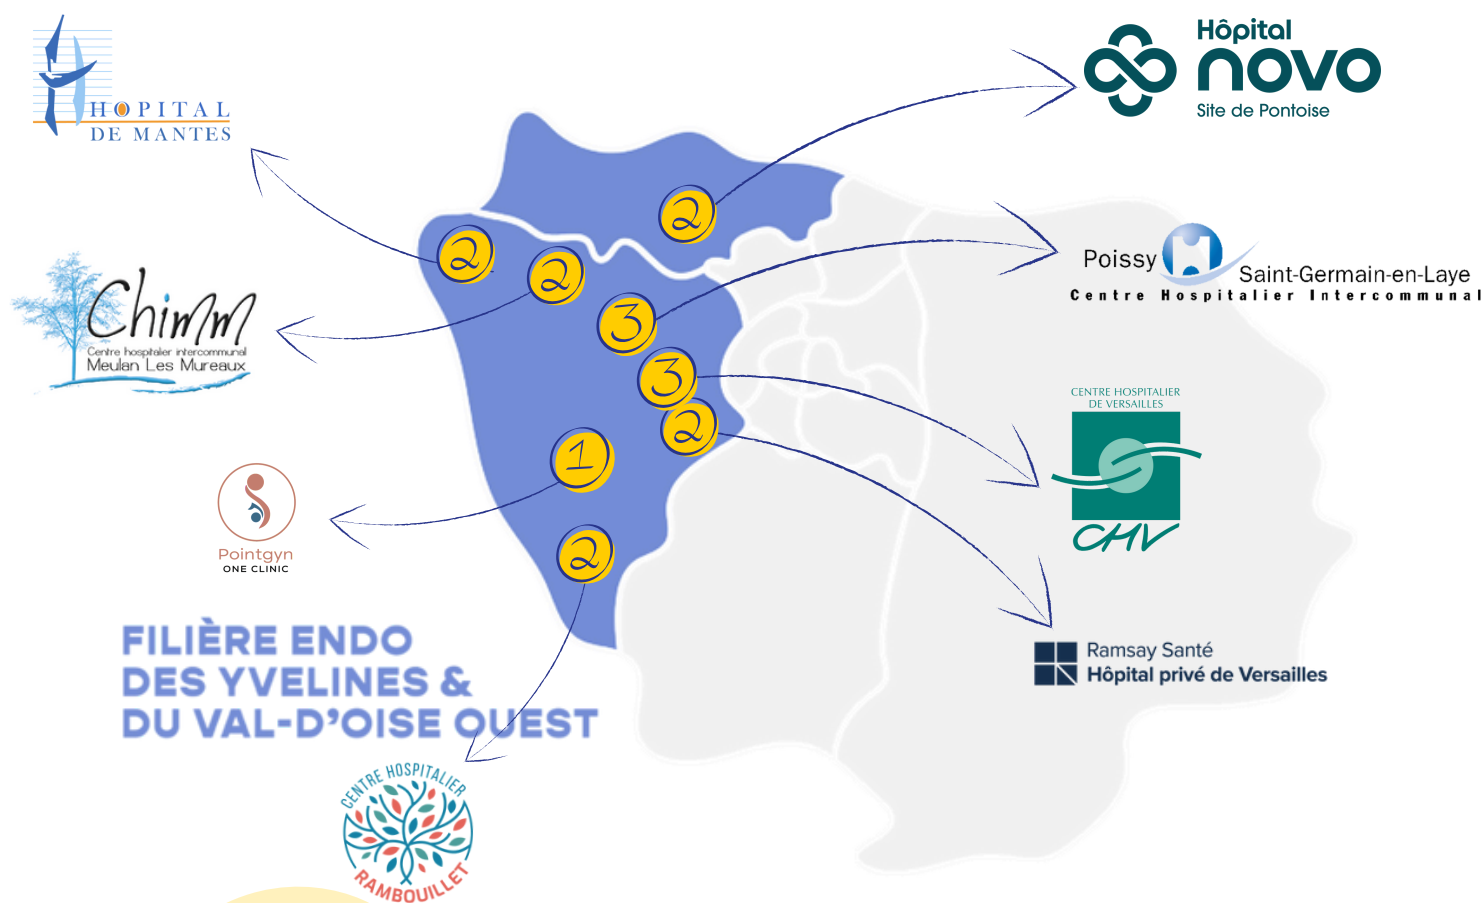 HÔPITAL
DE MANTES
Hôpital
novo
Site de Pontoise
2
2
2
Poissy
Saint-Germain-en-Laye
Centre Hospitalier Intercommunal
Chimm
Centre hospitalier intercommunal
Meulan Les Mureaux
3
3
2
CENTRE HOSPITALIER
DE VERSAILLES
CHV
1
Pointgyn
ONE CLINIC
2
FILIÈRE ENDO
DES YVELINES &
DU VAL-D'OISE OUEST
Ramsay Santé
Hôpital privé de Versailles
CENTRE HOSPITALIER
RAMBOUILLET